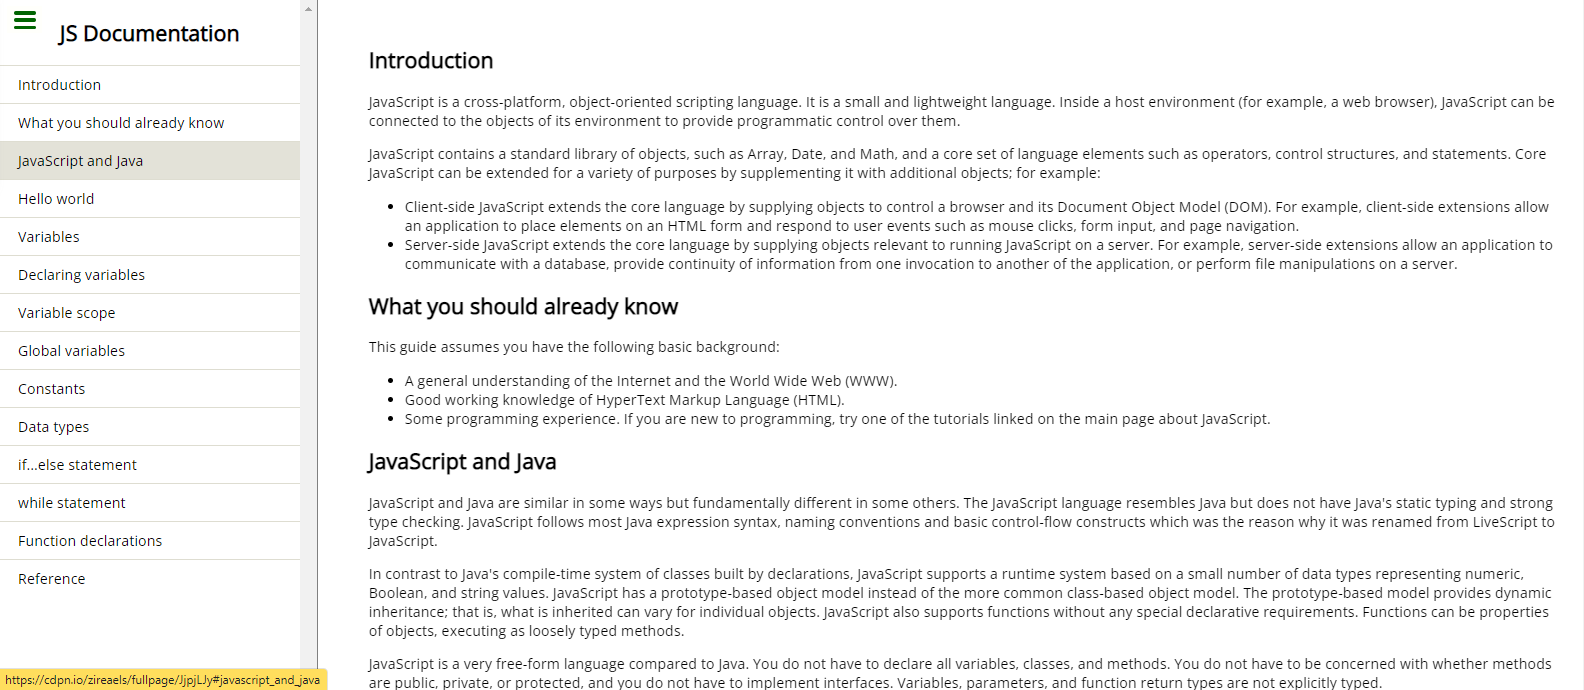 JS Documentation
Introduction
What you should already know
JavaScript and Java
Hello world
Variables
Declaring variables
Variable scope
Global variables
Constants
Data types
if...else statement
while statement
Function declarations
Reference
https://cdpn.io/zireaels/fullpage/JjpjLJy#javascript_and_java
Introduction
JavaScript is a cross-platform, object-oriented scripting language. It is a small and lightweight language. Inside a host environment (for example, a web browser), JavaScript can be
connected to the objects of its environment to provide programmatic control over them.
JavaScript contains a standard library of objects, such as Array, Date, and Math, and a core set of language elements such as operators, control structures, and statements. Core
JavaScript can be extended for a variety of purposes by supplementing it with additional objects; for example:
• Client-side JavaScript extends the core language by supplying objects to control a browser and its Document Object Model (DOM). For example, client-side extensions allow
an application to place elements on an HTML form and respond to user events such as mouse clicks, form input, and page navigation.
• Server-side JavaScript extends the core language by supplying objects relevant to running JavaScript on a server. For example, server-side extensions allow an application to
communicate with a database, provide continuity of information from one invocation to another of the application, or perform file manipulations on a server.
What you should already know
This guide assumes you have the following basic background:
• A general understanding of the Internet and the World Wide Web (WWW).
• Good working knowledge of HyperText Markup Language (HTML).
• Some programming experience. If you are new to programming, try one of the tutorials linked on the main page about JavaScript.
JavaScript and Java
JavaScript and Java are similar in some ways but fundamentally different in some others. The JavaScript language resembles Java but does not have Java's static typing and strong
type checking. JavaScript follows most Java expression syntax, naming conventions and basic control-flow constructs which was the reason why it was renamed from LiveScript to
JavaScript.
In contrast to Java's compile-time system of classes built by declarations, JavaScript supports a runtime system based on a small number of data types representing numeric,
Boolean, and string values. JavaScript has a prototype-based object model instead of the more common class-based object model. The prototype-based model provides dynamic
inheritance; that is, what is inherited can vary for individual objects. JavaScript also supports functions without any special declarative requirements. Functions can be properties
of objects, executing as loosely typed methods.
JavaScript is a very free-form language compared to Java. You do not have to declare all variables, classes, and methods. You do not have to be concerned with whether methods
are public, private, or protected, and you do not have to implement interfaces. Variables, parameters, and function return types are not explicitly typed.